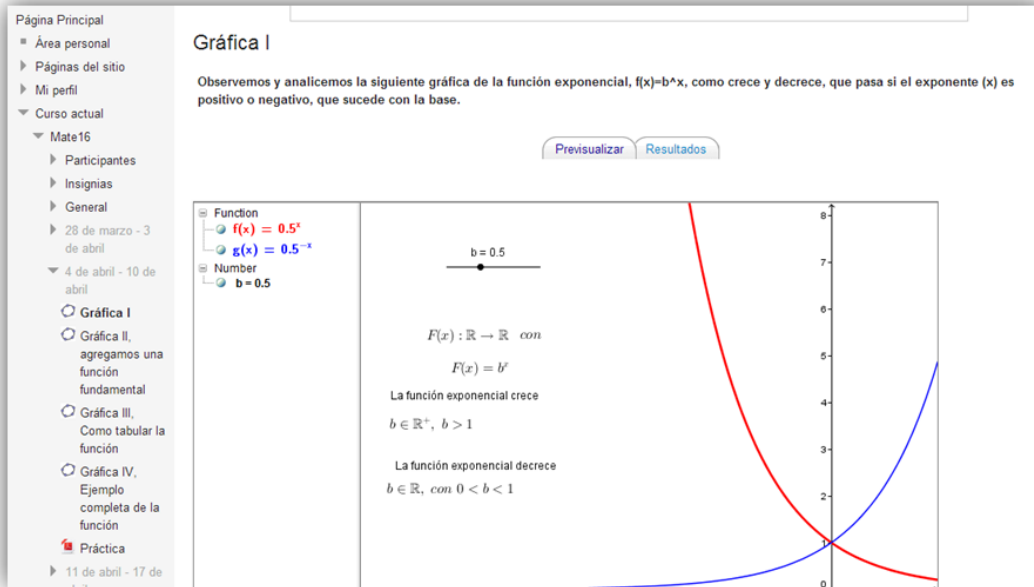 Página Principal
Área personal
Páginas del sitio
Mi perfil
Curso actual
Mate16
Participantes
Insignias
General
28 de marzo - 3
de abril
4 de abril - 10 de
abril
Gráfica I
Gráfica II,
agregamos una
función
fundamental
Gráfica III,
Como tabular la
función
Gráfica IV,
Ejemplo
completa de la
función
Práctica
11 de abril - 17 de
Gráfica I
Observemos y analicemos la siguiente gráfica de la función exponencial, f(x)=b^x, como crece y decrece, que pasa si el exponente (x) es
positivo o negativo, que sucede con la base.
Previsualizar Resultados
Function
f(x) = 0.5^x
g(x) = 0.5^-x
Number
b = 0.5
b = 0.5
F(x) : ℝ → ℝ con
F(x) = b^x
La función exponencial crece
b ∈ ℝ⁺, b > 1
La función exponencial decrece
b ∈ ℝ, con 0 < b < 1
8
7
6
5
4
3
2
1
0